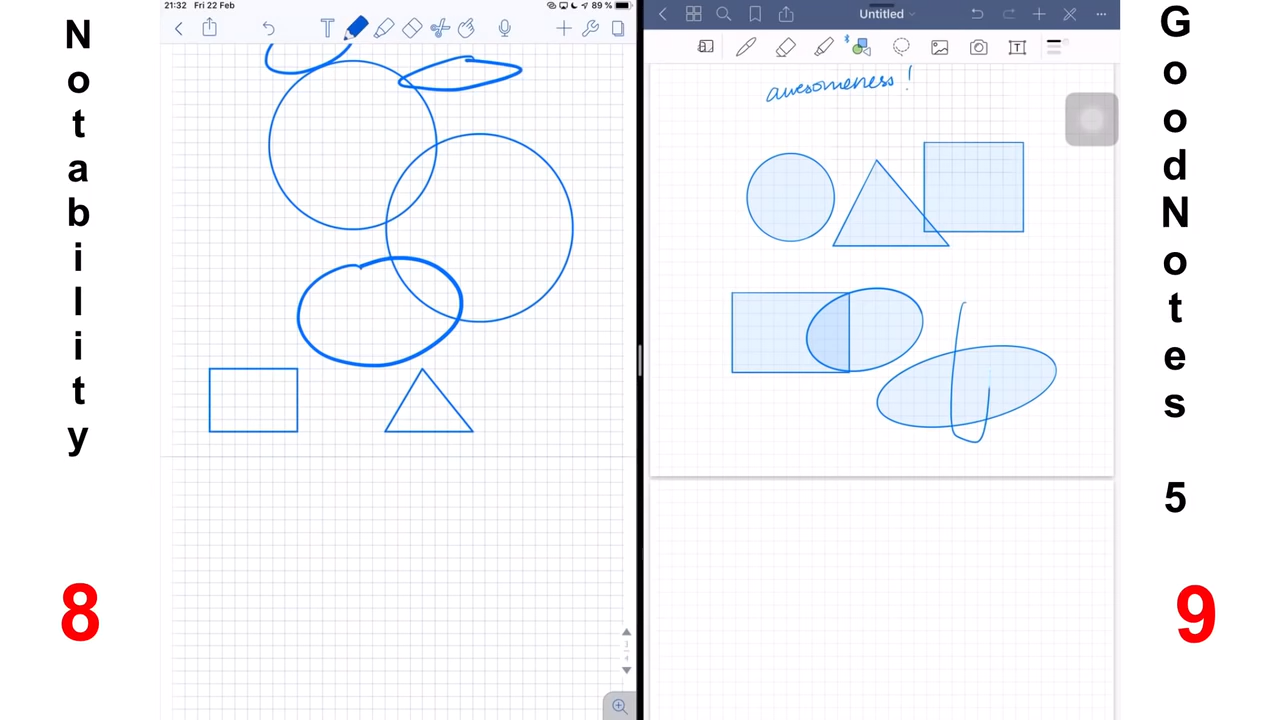 Notability
8
21:32 Fri 22 Feb
89 %
Untitled
T
T
awesomeness!
GoodNotes 5
9